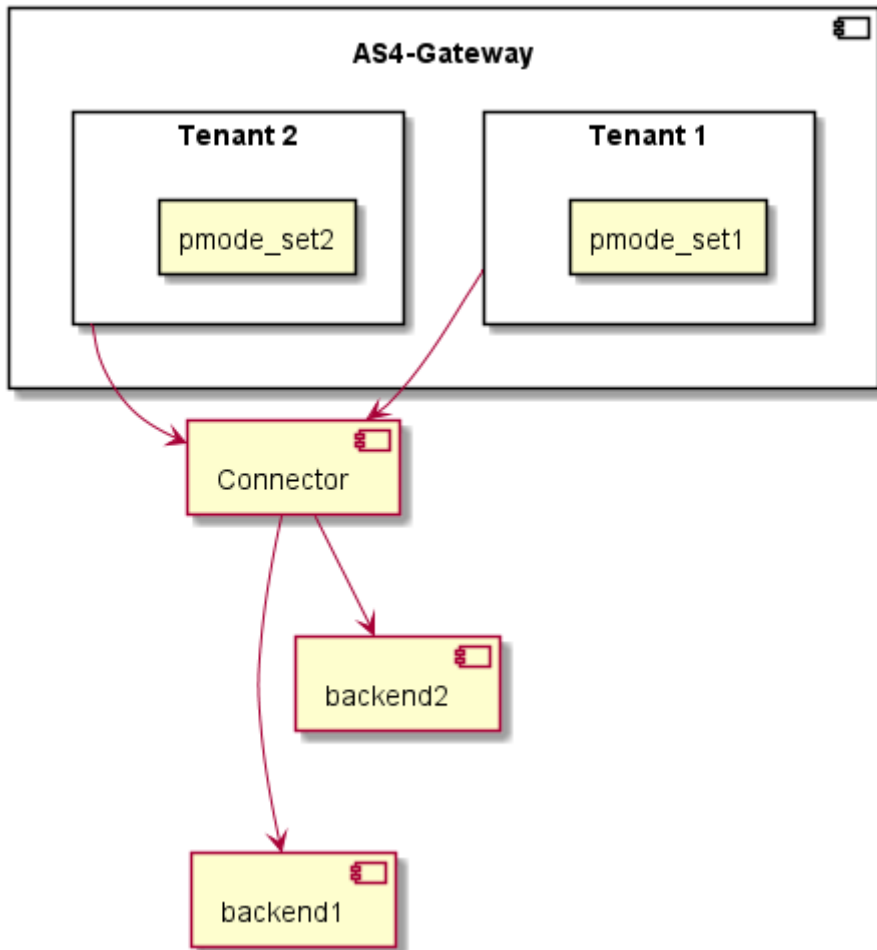 AS4-Gateway
Tenant 2
Tenant 1
pmode_set2
pmode_set1
Connector
backend2
backend1